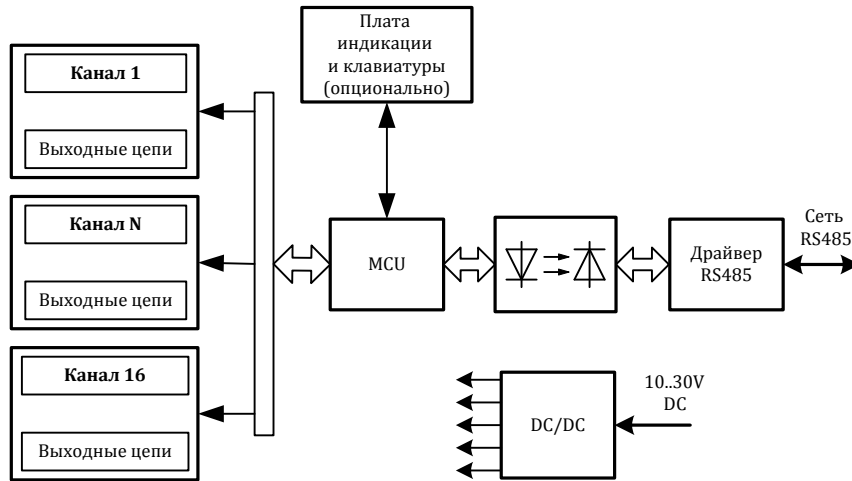 Плата
индикации
и клавиатуры
(опционально)
Канал 1
Выходные цепи
Канал N
Выходные цепи
Канал 16
Выходные цепи
MCU
Драйвер
RS485
Сеть
RS485
DC/DC
10..30V
DC